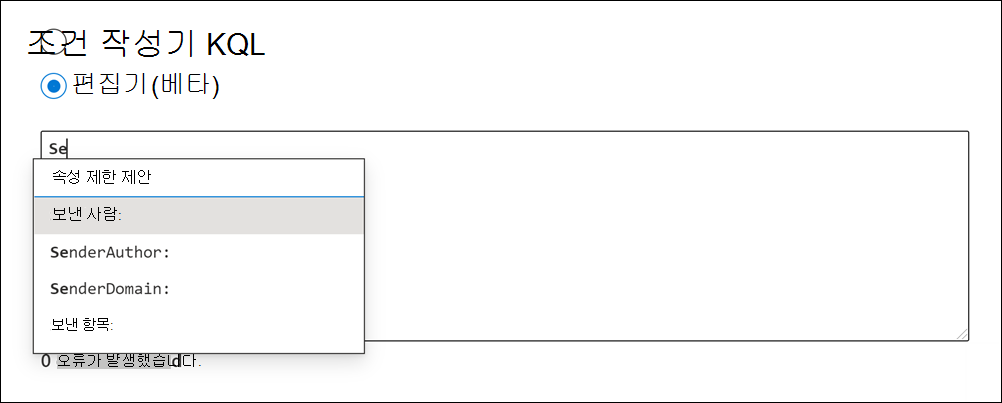 조건 작성기 KQL
편집기(베타)
Se
속성 제한 제안
보낸 사람:
SenderAuthor:
SenderDomain:
보낸 항목:
0 오류가 발생했습니다.